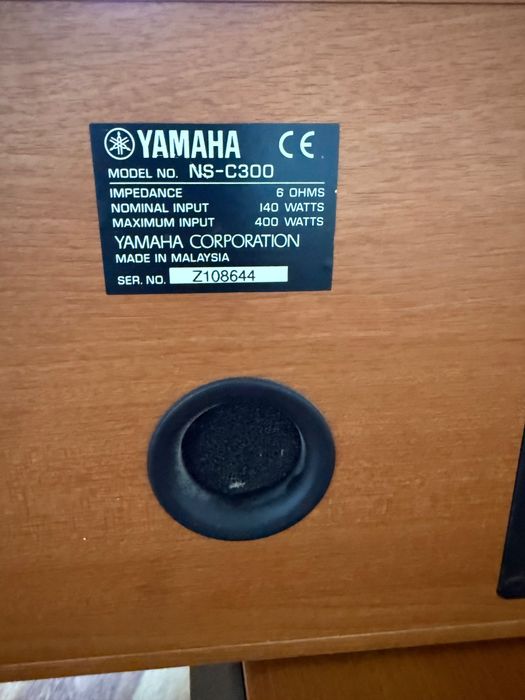 YAMAHA CE
MODEL NO. NS-C300
IMPEDANCE 6 OHMS
NOMINAL INPUT 140 WATTS
MAXIMUM INPUT 400 WATTS
YAMAHA CORPORATION
MADE IN MALAYSIA
SER. NO. Z108644